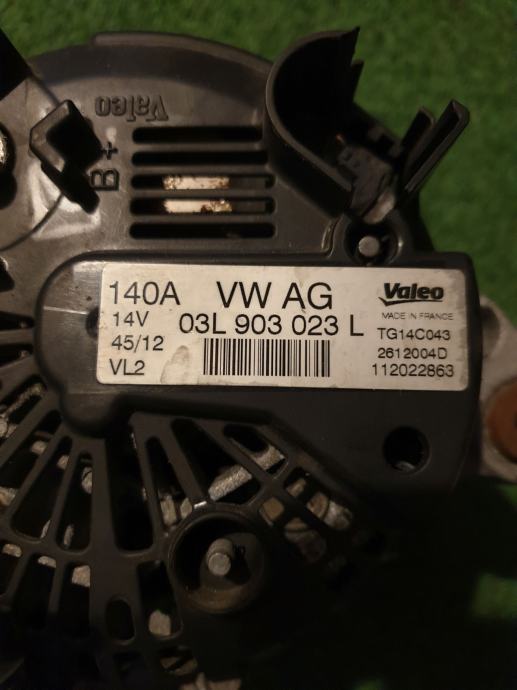 Valeo
B+
140A VW AG Valeo
14V 03L 903 023 L MADE IN FRANCE
45/12 TG14C043
2612004D
VL2 112022863